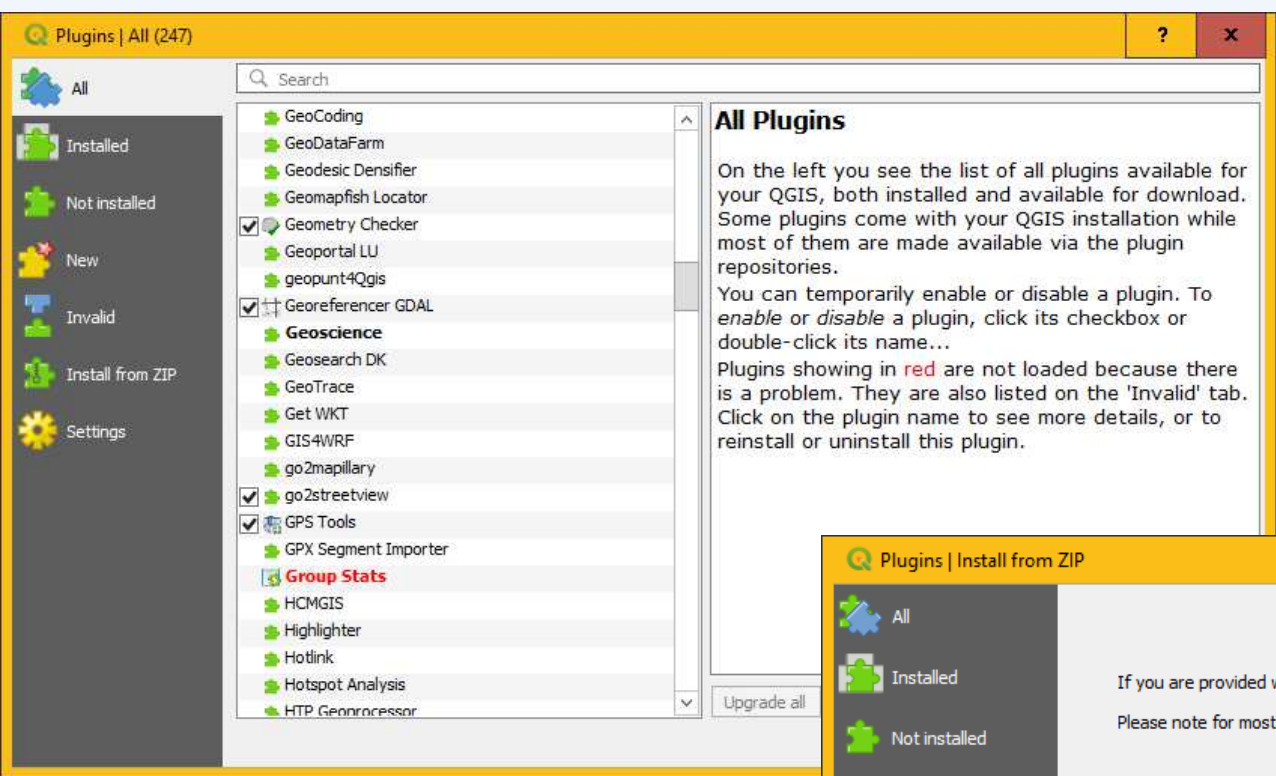 Plugins | All (247)
?
x
All
Installed
Not installed
New
Invalid
Install from ZIP
Settings
Search
GeoCoding
GeoDataFarm
Geodesic Densifier
Geomapfish Locator
Geometry Checker
Geoportal LU
geopunt4Qgis
Georeferencer GDAL
Geoscience
Geosearch DK
GeoTrace
Get WKT
GIS4WRF
go2mapillary
go2streetview
GPS Tools
GPX Segment Importer
Group Stats
HCMGIS
Highlighter
Hotlink
Hotspot Analysis
HTP Geoprocessor
All Plugins
On the left you see the list of all plugins available for
your QGIS, both installed and available for download.
Some plugins come with your QGIS installation while
most of them are made available via the plugin
repositories.
You can temporarily enable or disable a plugin. To
enable or disable a plugin, click its checkbox or
double-click its name...
Plugins showing in red are not loaded because there
is a problem. They are also listed on the 'Invalid' tab.
Click on the plugin name to see more details, or to
reinstall or uninstall this plugin.
Upgrade all
Plugins | Install from ZIP
All
Installed
Not installed
If you are provided
Please note for most